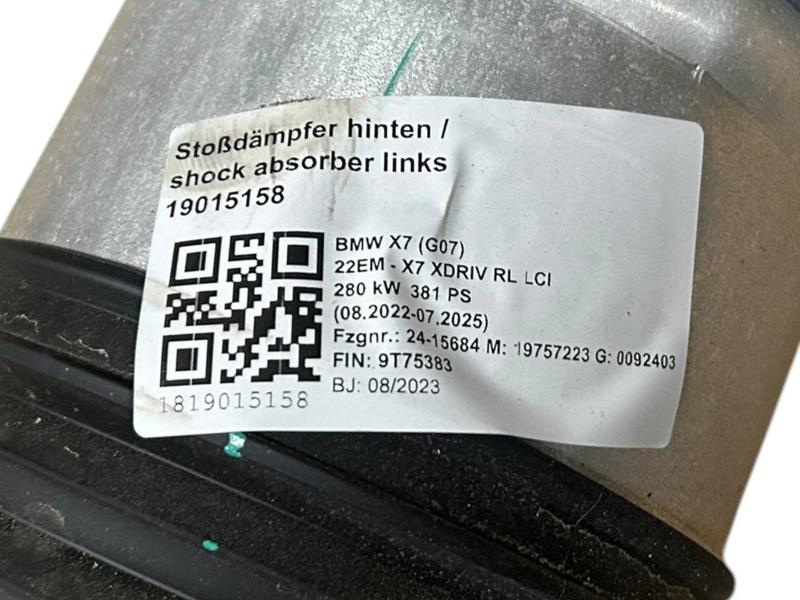 Stoßdämpfer hinten /
shock absorber links
19015158
BMW X7 (G07)
22EM - X7 XDRIV RL LCI
280 kW 381 PS
(08.2022-07.2025)
Fzgnr.: 24-15684 M: 19757223 G: 0092403
FIN: 9T75383
BJ: 08/2023
1819015158